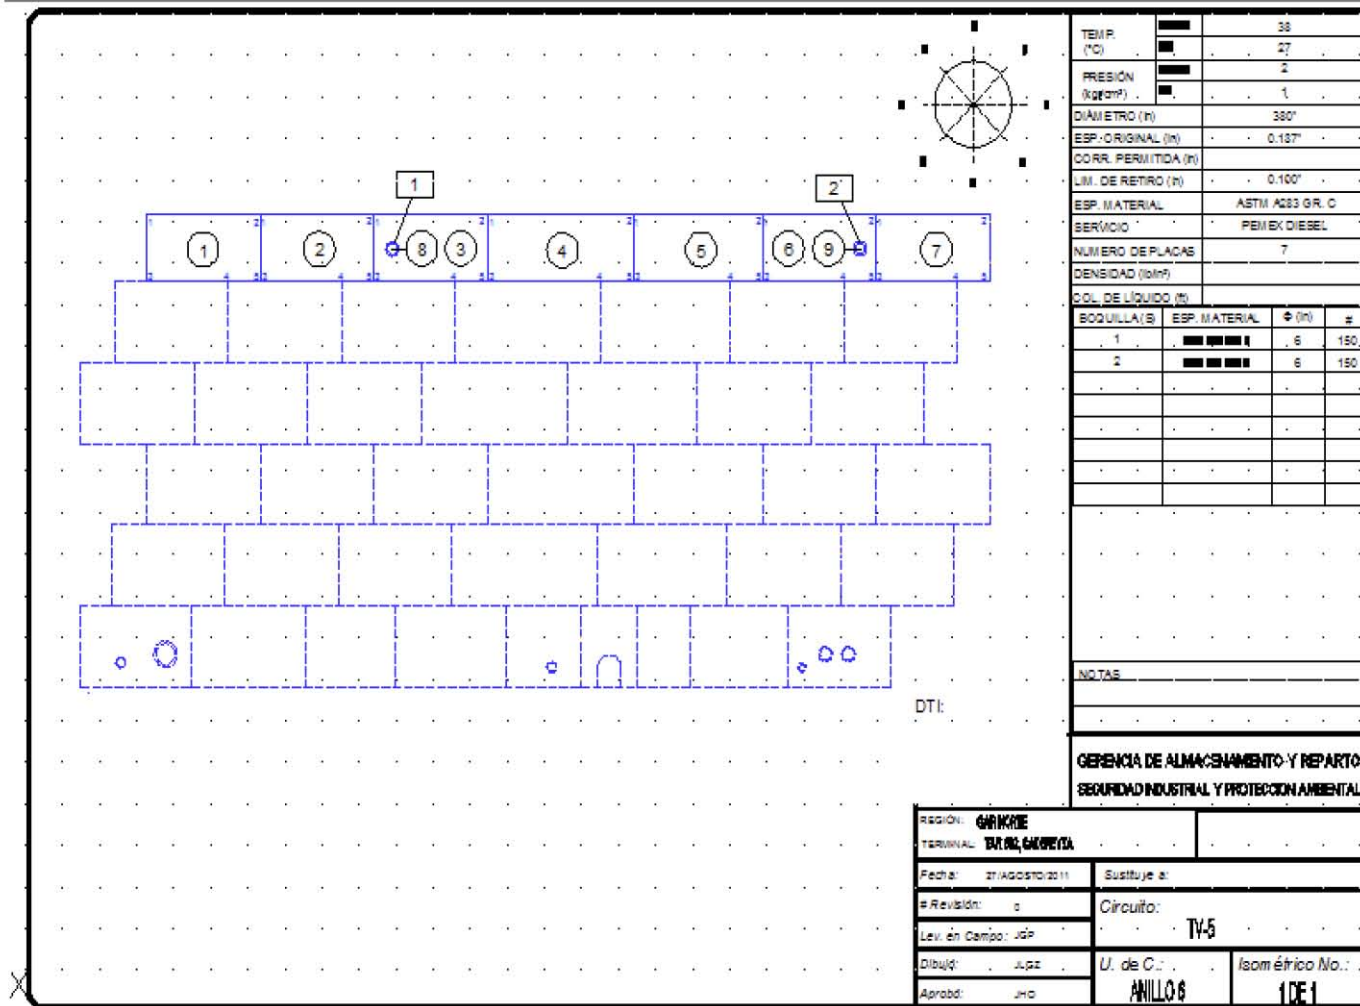 TEMP. (°C) 38
27
PRESIÓN (kg/cm²) 2
1
DIÁMETRO (in) 380"
ESP. ORIGINAL (in) 0.187"
CORR. PERMITIDA (in)
LIM. DE RETIRO (in) 0.100"
ESP. MATERIAL ASTM A283 GR. C
SERVICIO PEMEX DIESEL
NUMERO DE PLACAS 7
DENSIDAD (lb/in³)
COL. DE LÍQUIDO (ft)
BOQUILLA(S) ESP. MATERIAL Φ (in) #
1 6 150
2 6 150
1 2
1 2 8 3 4 5 6 9 7
DTI:
NOTAS
GERENCIA DE ALMACENAMIENTO Y REPARTO
SEGURIDAD INDUSTRIAL Y PROTECCION AMBIENTAL
REGIÓN: GAR NORTE
TERMINAL:
Fecha: 27/AGOSTO/2011 Sustituye a:
# Revisión: 0 Circuito:
TV-5
Lev. en Campo: JGP
Dibujó: JLGZ U. de C.: Isométrico No.:
Aprobó: JHO ANILLO 6 1 DE 1
X